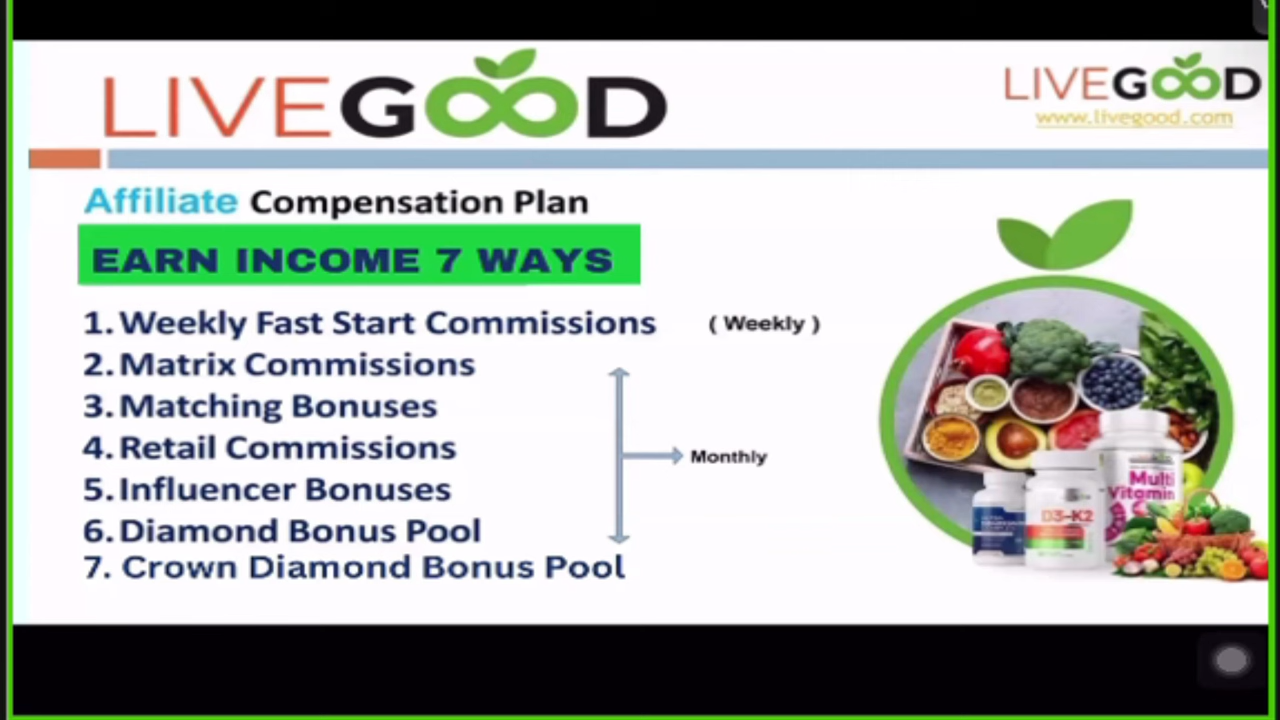 LIVEGOOD
LIVEGOOD
www.livegood.com
Affiliate Compensation Plan
EARN INCOME 7 WAYS
1. Weekly Fast Start Commissions ( Weekly )
2. Matrix Commissions
3. Matching Bonuses
4. Retail Commissions
Monthly
5. Influencer Bonuses
6. Diamond Bonus Pool
7. Crown Diamond Bonus Pool
Multi
Vitamin
D3-K2